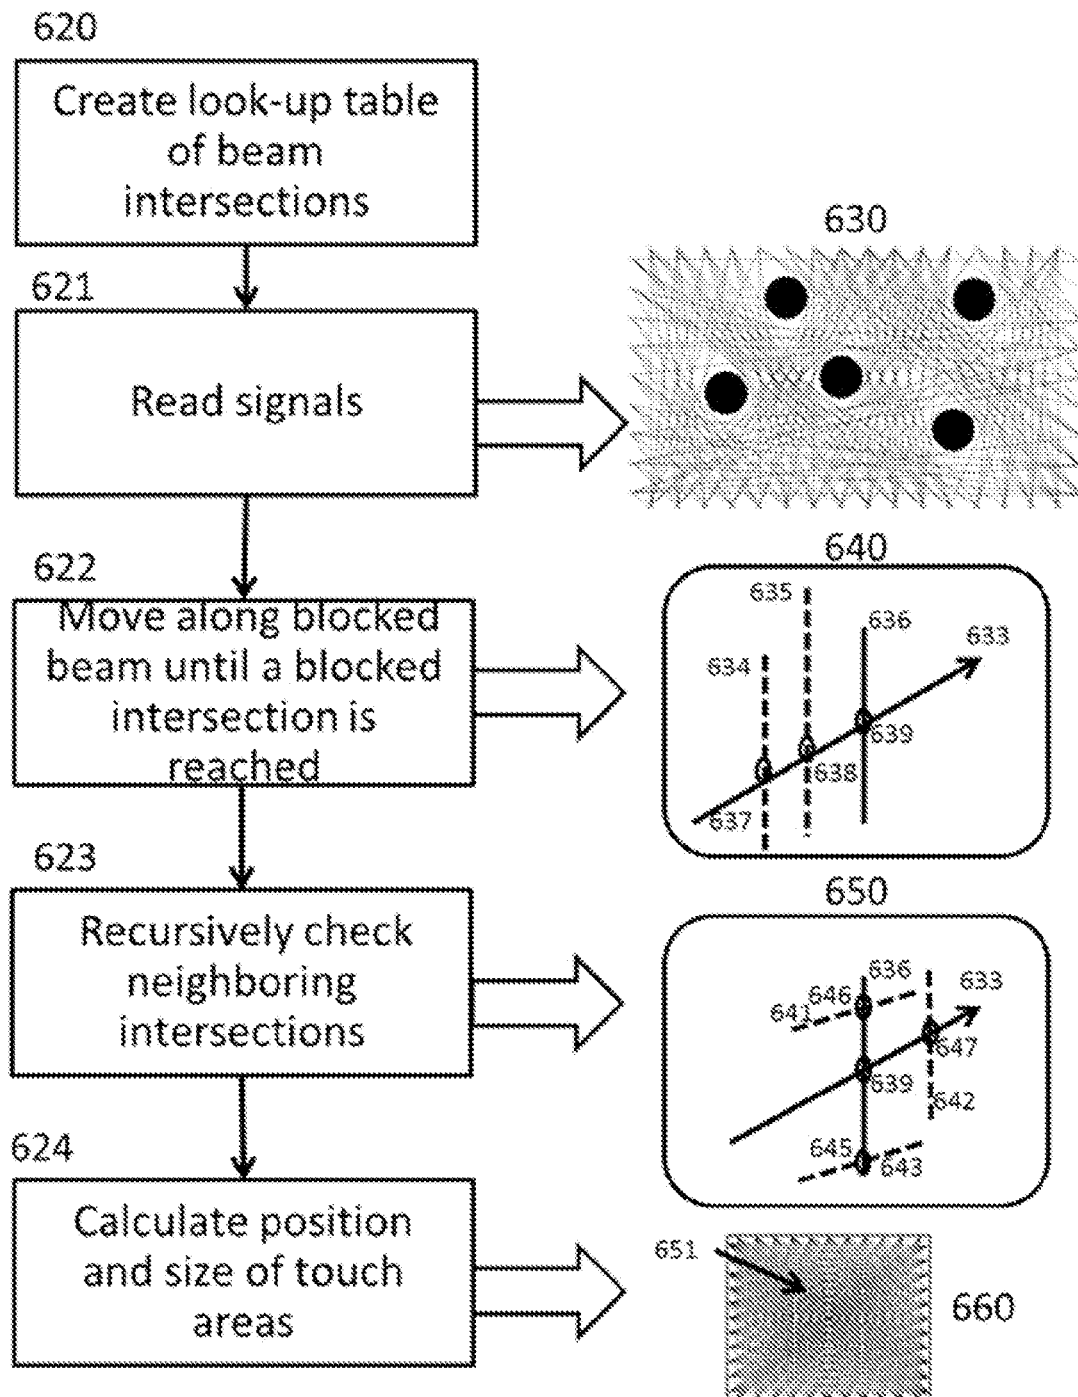 620
Create look-up table
of beam
intersections
621
Read signals
630
622
Move along blocked
beam until a blocked
intersection is
reached
640
635
636
633
634
639
638
637
623
Recursively check
neighboring
intersections
650
636
633
646
641
647
639
642
645
643
624
Calculate position
and size of touch
areas
651
660